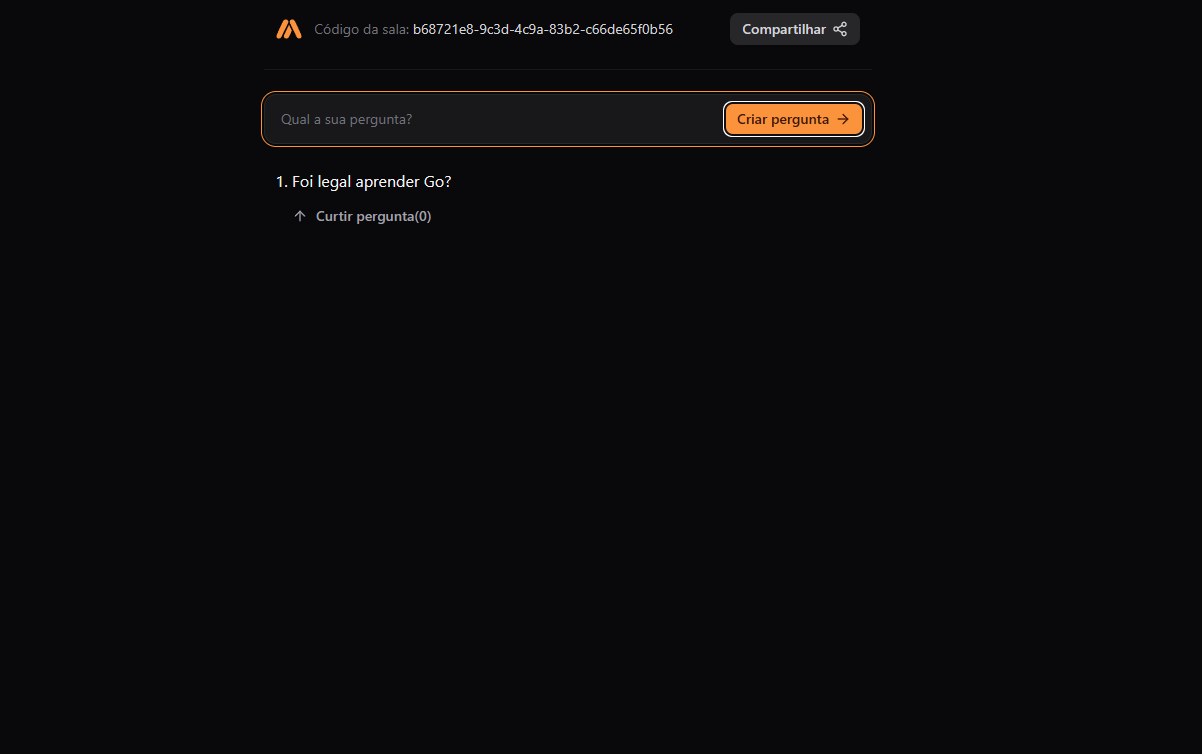 Código da sala: b68721e8-9c3d-4c9a-83b2-c66de65f0b56 Compartilhar
Qual a sua pergunta? Criar pergunta
1. Foi legal aprender Go?
Curtir pergunta(0)